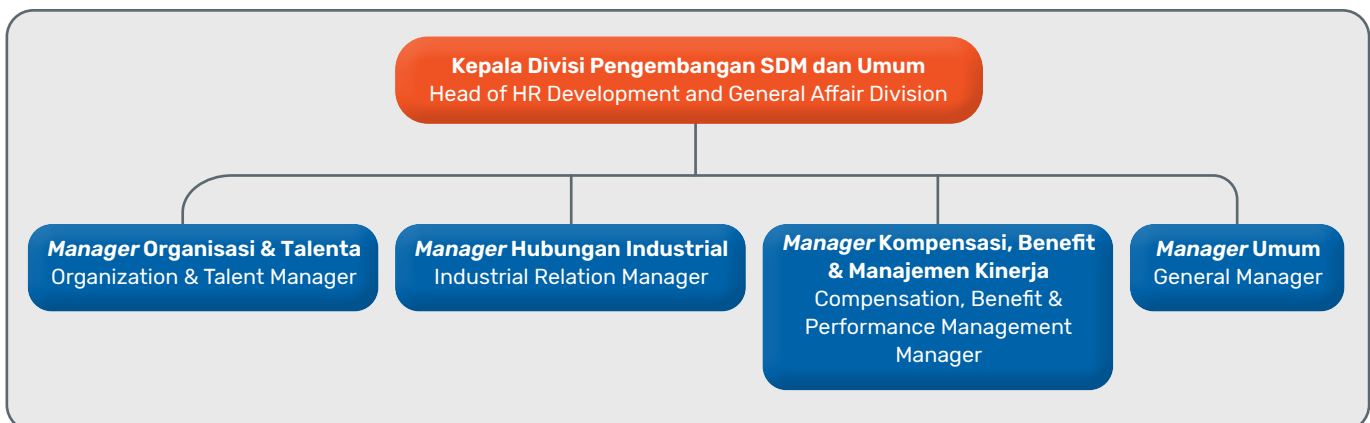 Kepala Divisi Pengembangan SDM dan Umum
Head of HR Development and General Affair Division
Manager Organisasi & Talenta
Organization & Talent Manager
Manager Hubungan Industrial
Industrial Relation Manager
Manager Kompensasi, Benefit
& Manajemen Kinerja
Compensation, Benefit &
Performance Management
Manager
Manager Umum
General Manager